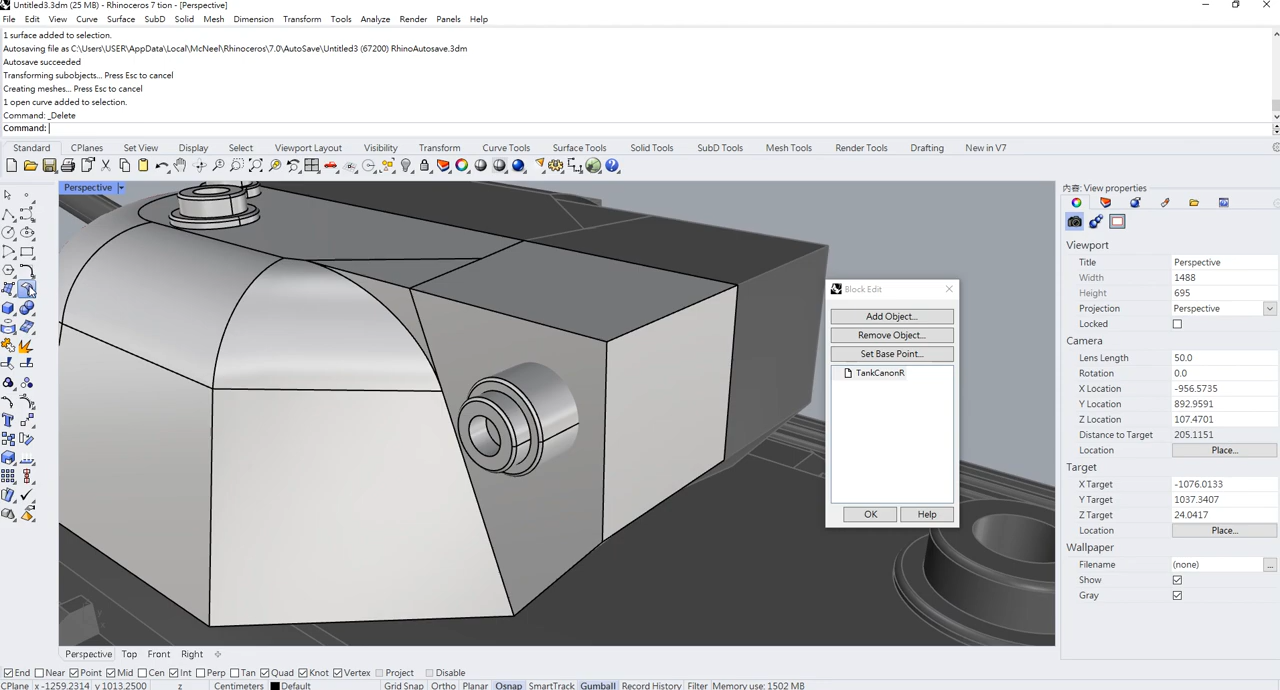 Untitled3.3dm (25 MB) - Rhinoceros 7 tion - [Perspective]
File Edit View Curve Surface SubD Solid Mesh Dimension Transform Tools Analyze Render Panels Help
1 surface added to selection.
Autosaving file as C:\Users\USER\AppData\Local\McNeel\Rhinoceros\7.0\AutoSave\Untitled3 (67200) RhinoAutosave.3dm
Autosave succeeded
Transforming subobjects... Press Esc to cancel
Creating meshes... Press Esc to cancel
1 open curve added to selection.
Command: _Delete
Command:
Standard CPlanes Set View Display Select Viewport Layout Visibility Transform Curve Tools Surface Tools Solid Tools SubD Tools Mesh Tools Render Tools Drafting New in V7
Perspective
Block Edit
Add Object...
Remove Object...
Set Base Point...
TankCanonR
OK Help
內容: View properties
Viewport
Title Perspective
Width 1488
Height 695
Projection Perspective
Locked
Camera
Lens Length 50.0
Rotation 0.0
X Location -956.5735
Y Location 892.9591
Z Location 107.4701
Distance to Target 205.1151
Location Place...
Target
X Target -1076.0133
Y Target 1037.3407
Z Target 24.0417
Location Place...
Wallpaper
Filename (none) ...
Show
Gray
Perspective Top Front Right
End Near Point Mid Cen Int Perp Tan Quad Knot Vertex Project Disable
CPlane x -1259.2314 y 1013.2500 z Centimeters Default Grid Snap Ortho Planar Osnap SmartTrack Gumball Record History Filter Memory use: 1502 MB